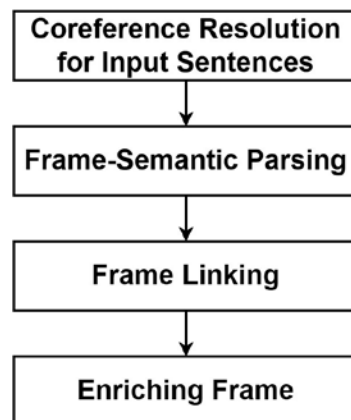 Coreference Resolution
for Input Sentences
Frame-Semantic Parsing
Frame Linking
Enriching Frame